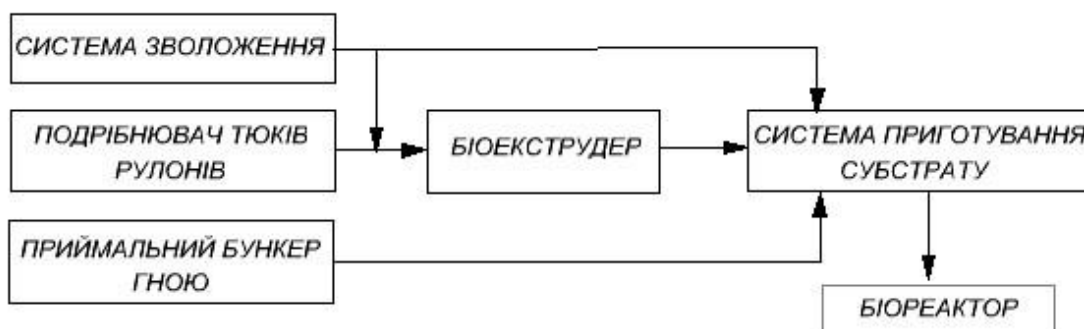 СИСТЕМА ЗВОЛОЖЕННЯ
ПОДРІБНЮВАЧ ТЮКІВ
РУЛОНІВ
БІОЕКСТРУДЕР
СИСТЕМА ПРИГОТУВАННЯ
СУБСТРАТУ
ПРИЙМАЛЬНИЙ БУНКЕР
ГНОЮ
БІОРЕАКТОР